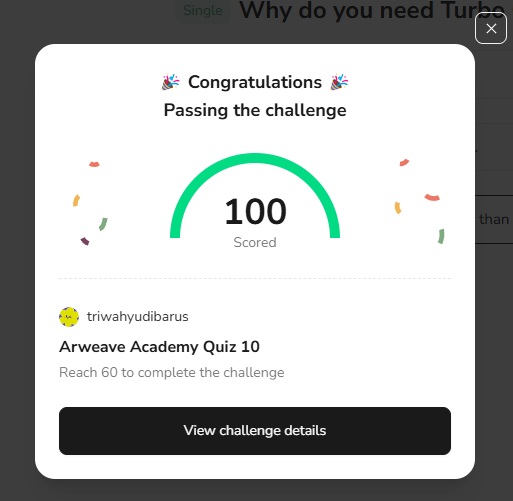 Single Why do you need Turbo
🎉 Congratulations 🎉
Passing the challenge
100
Scored
than
triwahyudibarus
Arweave Academy Quiz 10
Reach 60 to complete the challenge
View challenge details